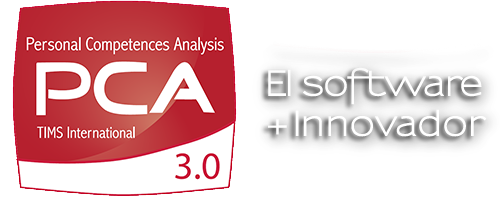 Personal Competences Analysis
PCA
TIMS International
3.0
El software
+Innovador